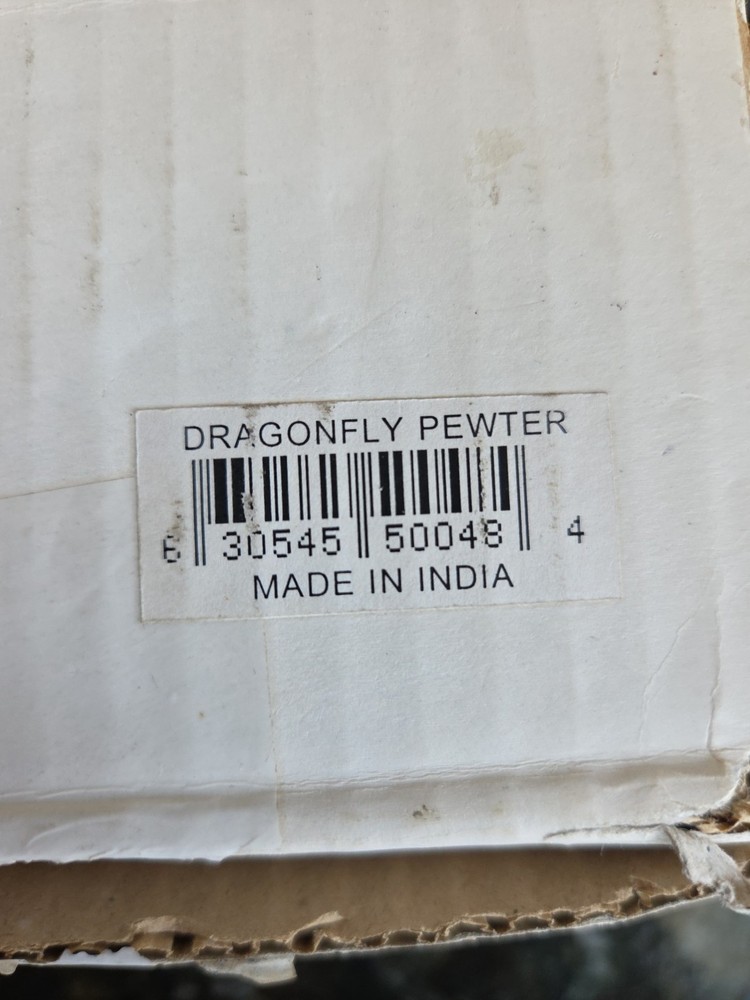 DRAGONFLY PEWTER
6 30545 50048 4
MADE IN INDIA